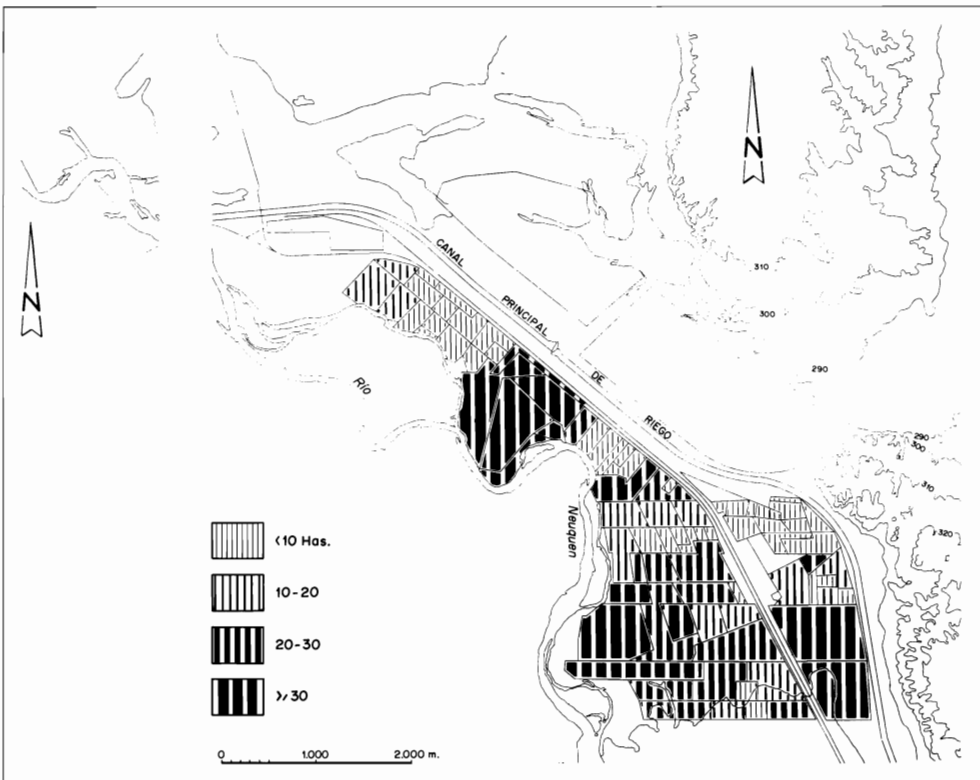 N
N
CANAL
PRINCIPAL
DE
RIEGO
310
300
290
290
300
310
320
Río
Neuquen
<10 Has.
10-20
20-30
≥30
0 1.000 2.000 m.